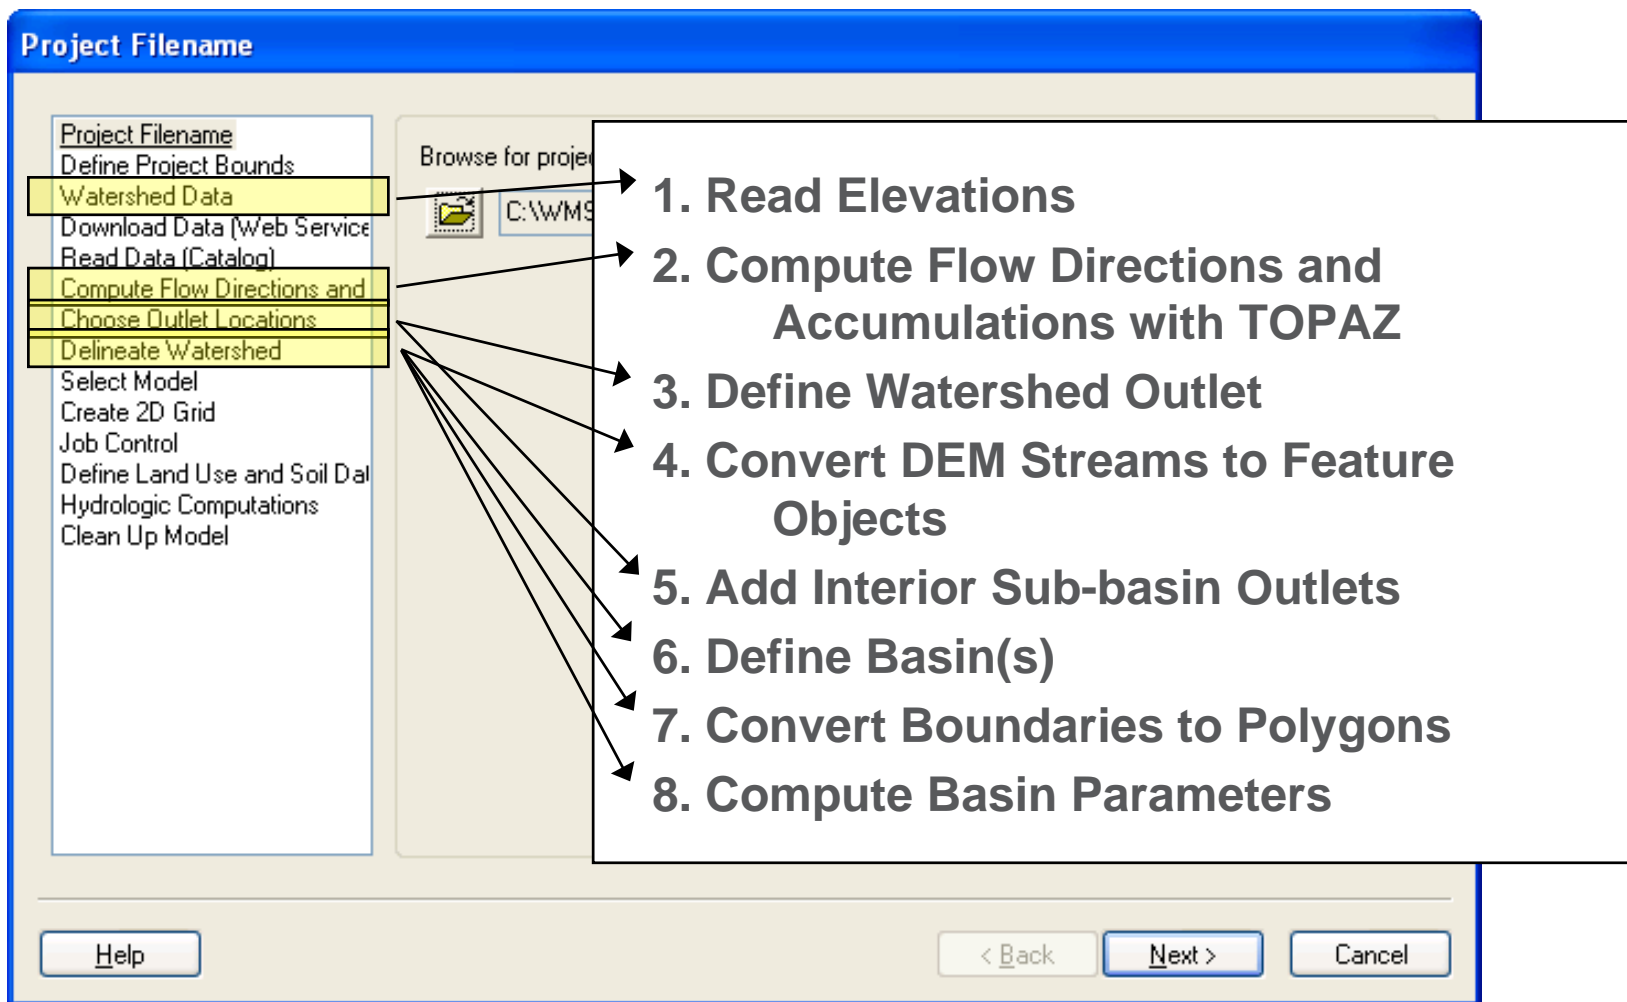 Project Filename
Project Filename
Define Project Bounds
Watershed Data
Download Data (Web Service
Read Data (Catalog)
Compute Flow Directions and
Choose Outlet Locations
Delineate Watershed
Select Model
Create 2D Grid
Job Control
Define Land Use and Soil Dat
Hydrologic Computations
Clean Up Model
Browse for projec
C:\WMS
1. Read Elevations
2. Compute Flow Directions and
Accumulations with TOPAZ
3. Define Watershed Outlet
4. Convert DEM Streams to Feature
Objects
5. Add Interior Sub-basin Outlets
6. Define Basin(s)
7. Convert Boundaries to Polygons
8. Compute Basin Parameters
Help
< Back
Next >
Cancel